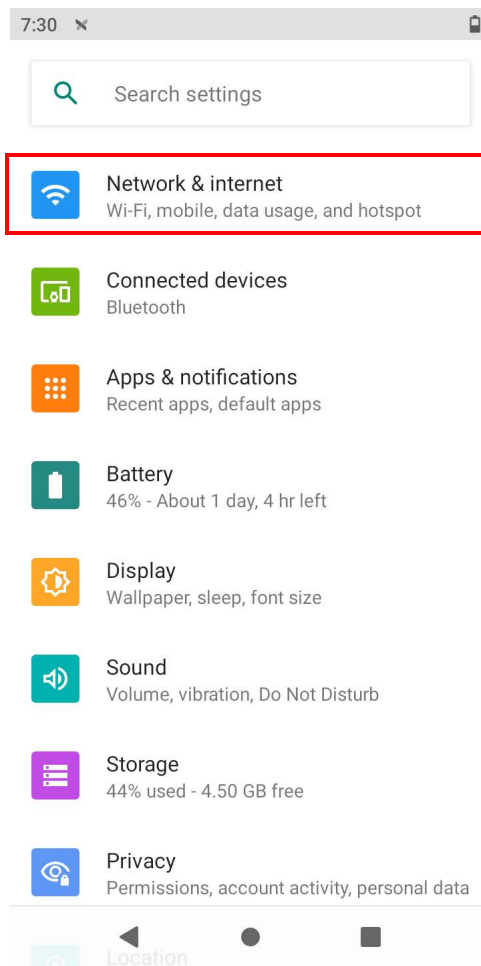 7:30
Search settings
Network & internet
Wi-Fi, mobile, data usage, and hotspot
Connected devices
Bluetooth
Apps & notifications
Recent apps, default apps
Battery
46% - About 1 day, 4 hr left
Display
Wallpaper, sleep, font size
Sound
Volume, vibration, Do Not Disturb
Storage
44% used - 4.50 GB free
Privacy
Permissions, account activity, personal data
Location